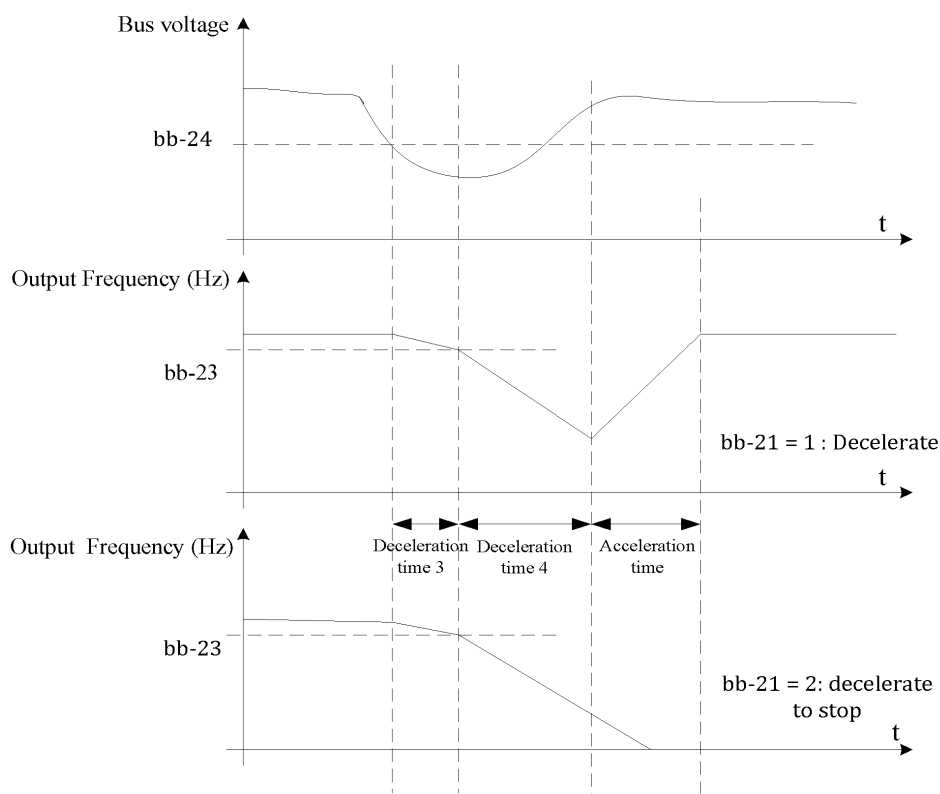 Bus voltage
bb-24
t
Output Frequency (Hz)
bb-23
bb-21 = 1 : Decelerate
t
Deceleration
time 3
Deceleration
time 4
Acceleration
time
Output Frequency (Hz)
bb-23
bb-21 = 2: decelerate
to stop
t